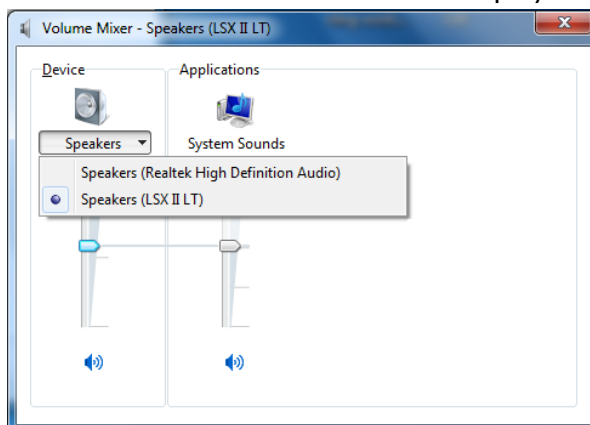 Volume Mixer - Speakers (LSX II LT)
Device
Applications
Speakers
System Sounds
Speakers (Realtek High Definition Audio)
Speakers (LSX II LT)